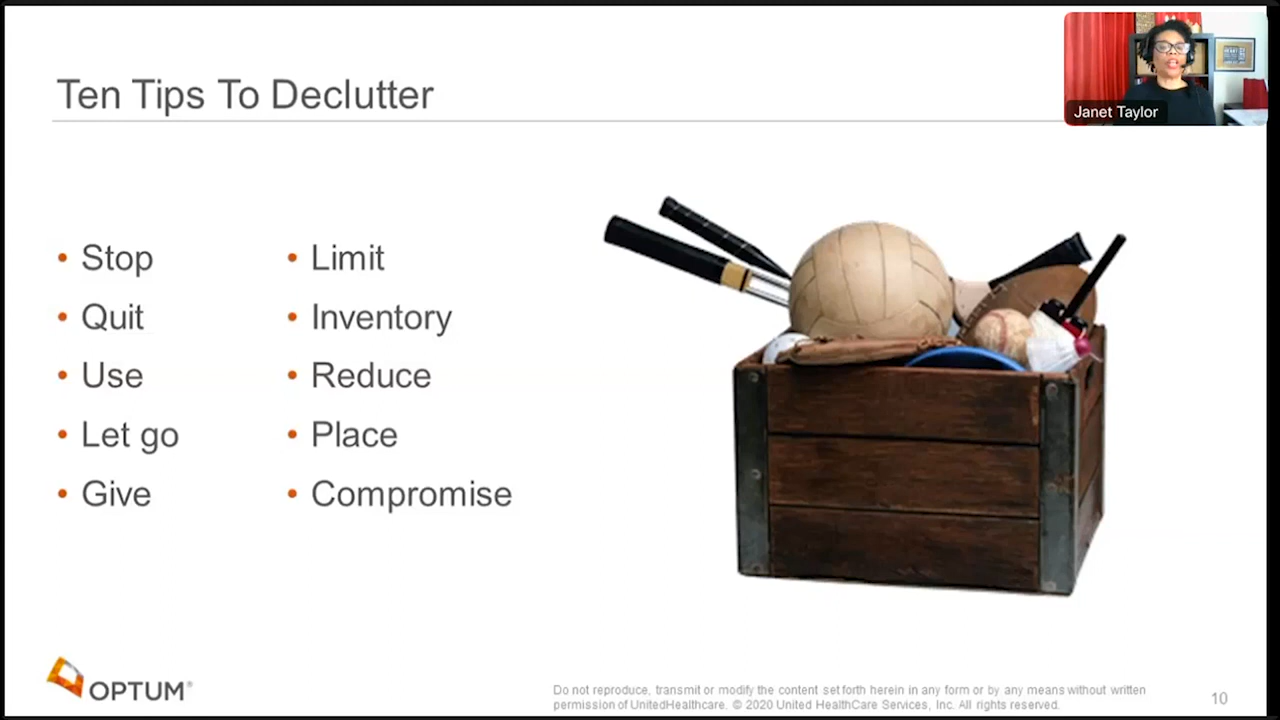 Ten Tips To Declutter
Janet Taylor
• Stop
• Quit
• Use
• Let go
• Give
• Limit
• Inventory
• Reduce
• Place
• Compromise
OPTUM®
Do not reproduce, transmit or modify the content set forth herein in any form or by any means without written
permission of UnitedHealthcare. © 2020 United HealthCare Services, Inc. All rights reserved.
10